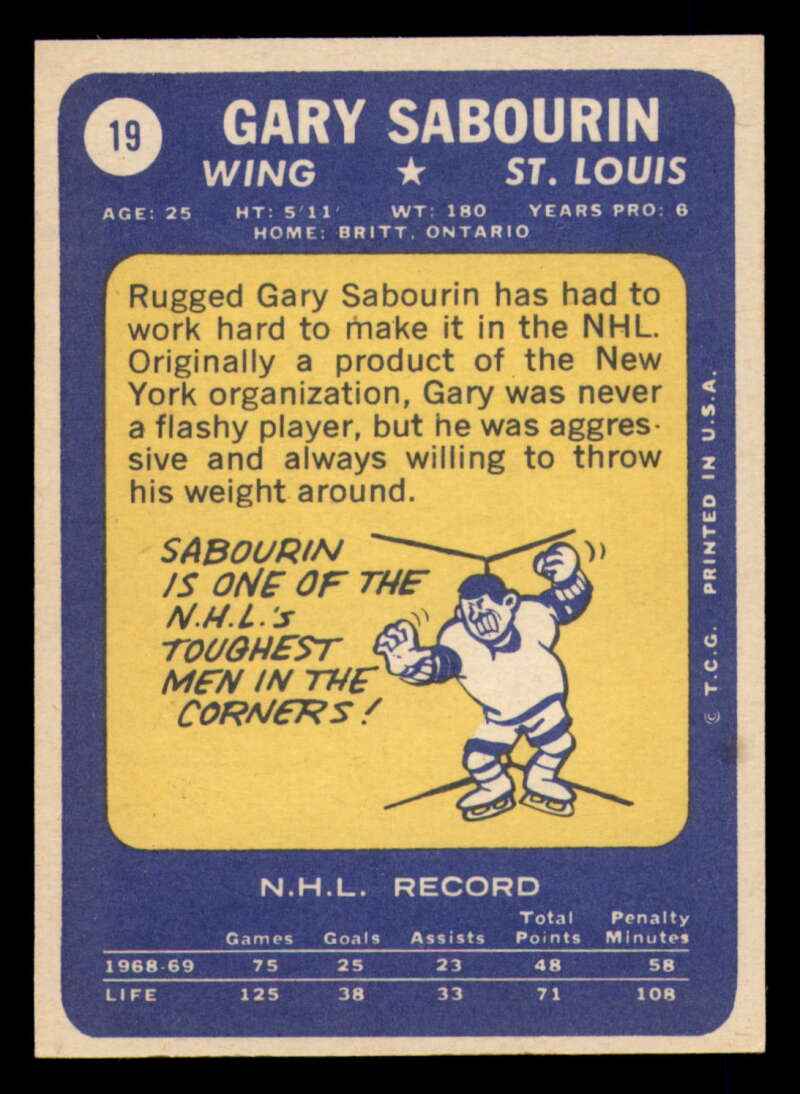 19
GARY SABOURIN
WING ★ ST. LOUIS
AGE: 25 HT: 5'11' WT: 180 YEARS PRO: 6
HOME: BRITT, ONTARIO
Rugged Gary Sabourin has had to
work hard to make it in the NHL.
Originally a product of the New
York organization, Gary was never
a flashy player, but he was aggres-
sive and always willing to throw
his weight around.
SABOURIN
IS ONE OF THE
N.H.L.'s
TOUGHEST
MEN IN THE
CORNERS!
© T.C.G. PRINTED IN U.S.A.
N.H.L. RECORD
Games Goals Assists Total Points Penalty Minutes
1968-69 75 25 23 48 58
LIFE 125 38 33 71 108